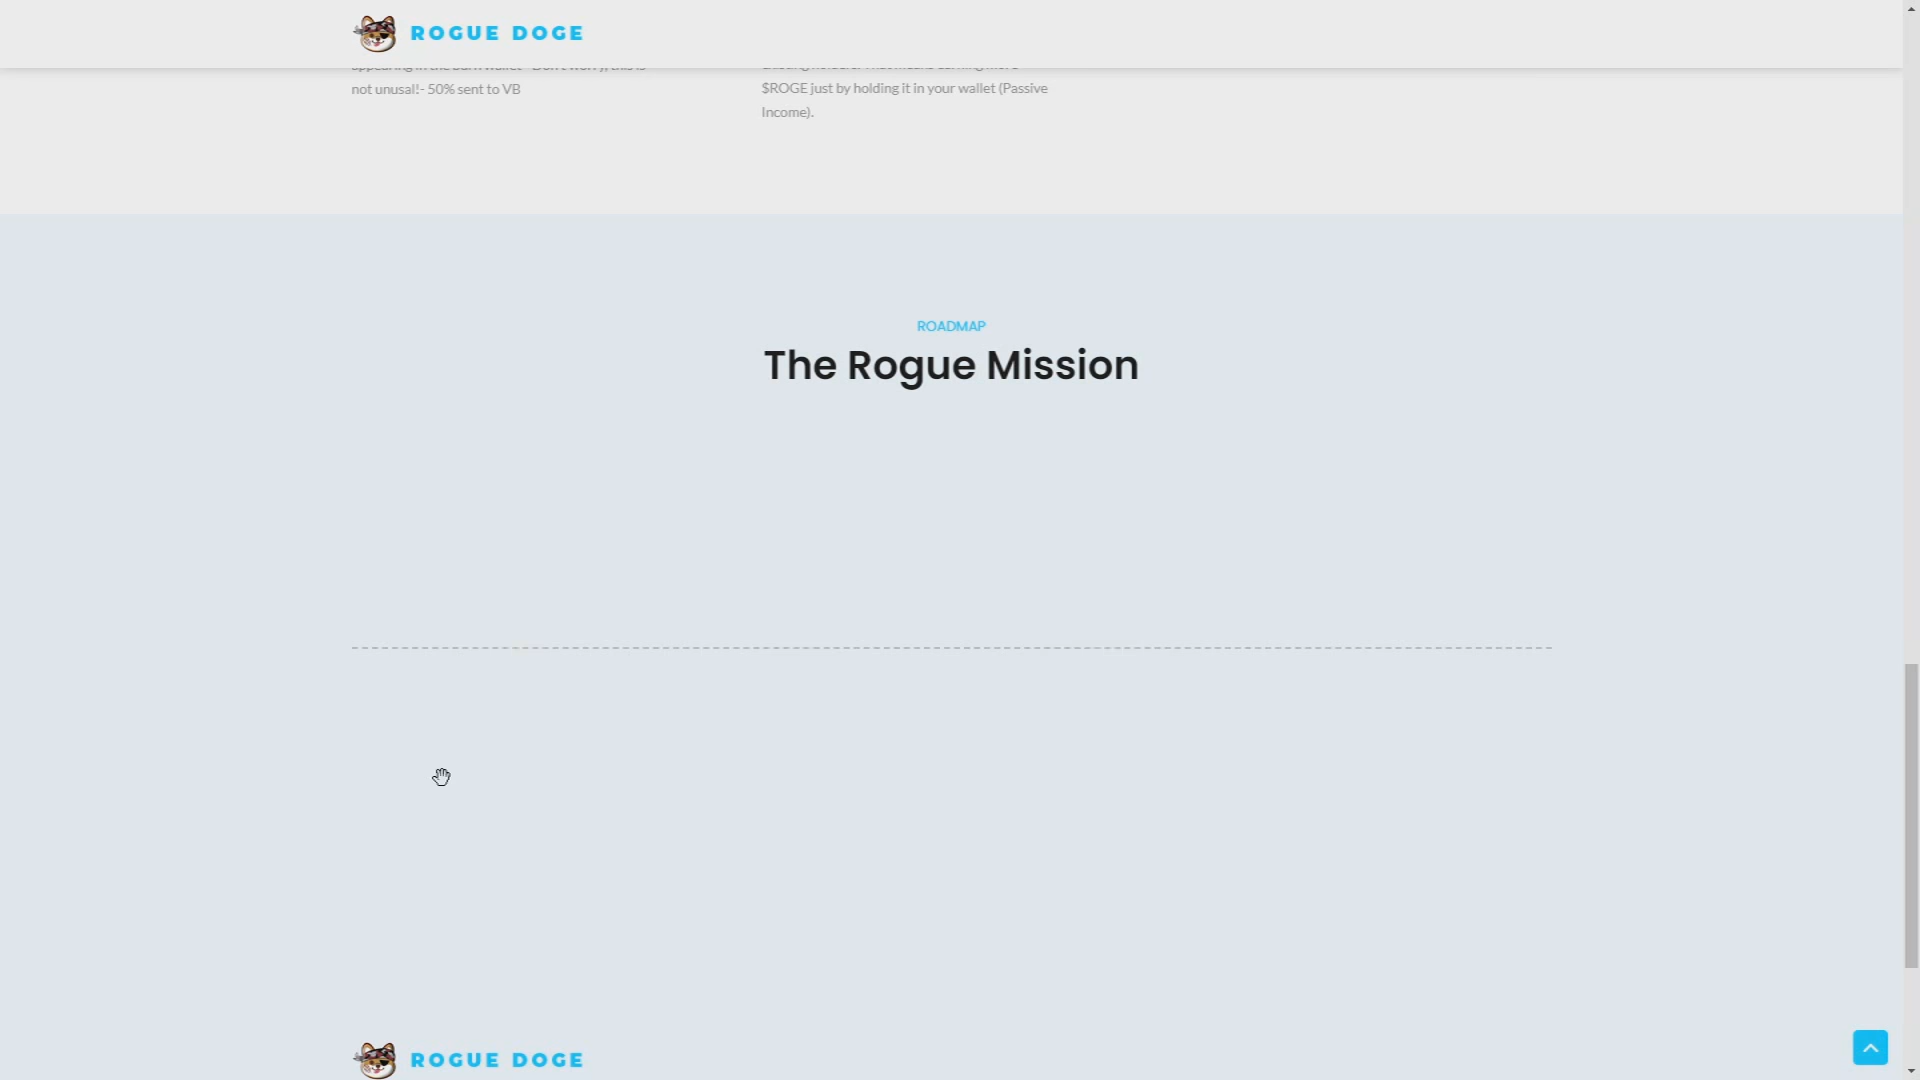 ROGUE DOGE
not unusal!- 50% sent to VB
$ROGE just by holding it in your wallet (Passive
Income).
ROADMAP
The Rogue Mission
ROGUE DOGE